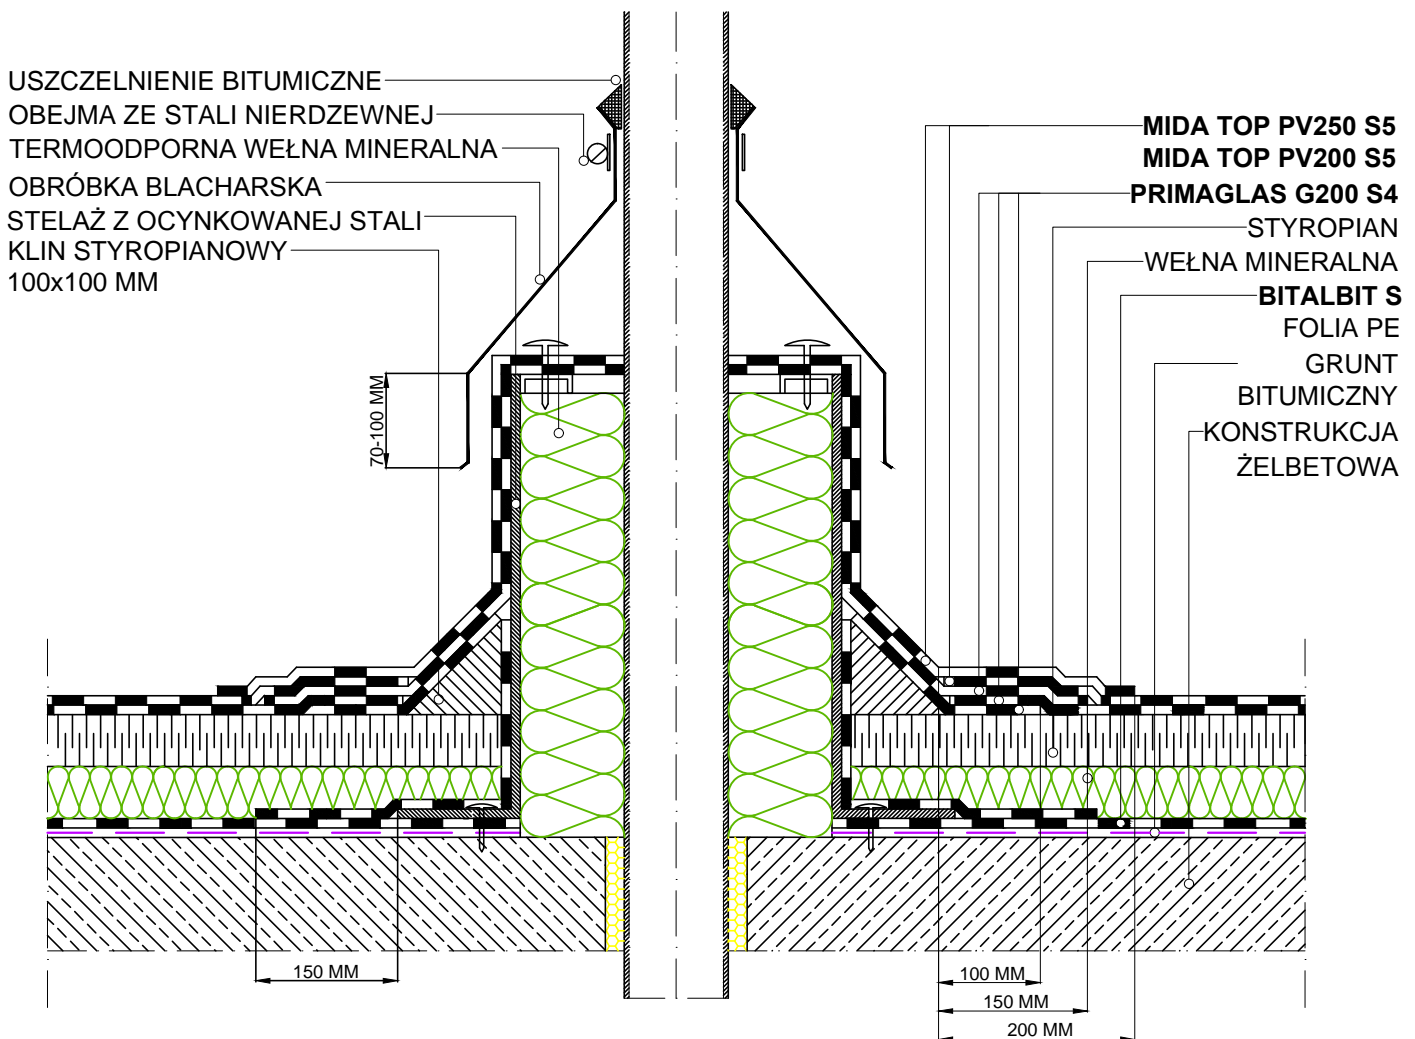 USZCZELNIENIE BITUMICZNE
OBEJMA ZE STALI NIERDZEWNEJ
TERMOODPORNA WEŁNA MINERALNA
OBRÓBKA BLACHARSKA
STELAŻ Z OCYNKOWANEJ STALI
KLIN STYROPIANOWY
100x100 MM
MIDA TOP PV250 S5
MIDA TOP PV200 S5
PRIMAGLAS G200 S4
STYROPIAN
WEŁNA MINERALNA
BITALBIT S
FOLIA PE
GRUNT
BITUMICZNY
KONSTRUKCJA
ŻELBETOWA
70-100 MM
150 MM
100 MM
150 MM
200 MM